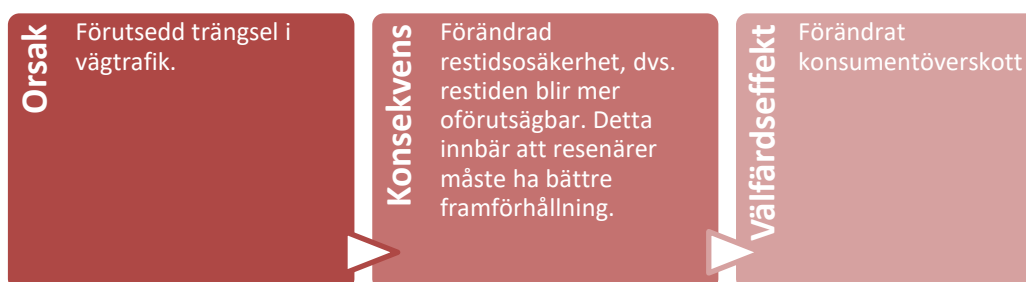 Orsak
Förutsedd trängsel i
vägtrafik.
Konsekvens
Förändrad
restidsosäkerhet, dvs.
restiden blir mer
oförutsägbar. Detta
innbär att resenärer
måste ha bättre
framförhållning.
Välfärdseffekt
Förändrat
konsumentöverskott